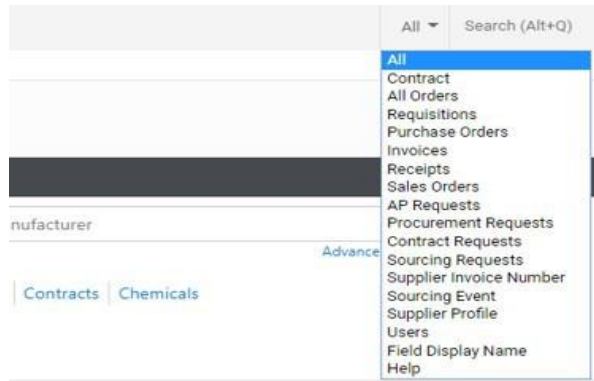 All Search (Alt+Q)
All
Contract
All Orders
Requisitions
Purchase Orders
Invoices
Receipts
Sales Orders
AP Requests
nufacturer
Procurement Requests
Advance
Contract Requests
Sourcing Requests
Supplier Invoice Number
Contracts Chemicals
Sourcing Event
Supplier Profile
Users
Field Display Name
Help